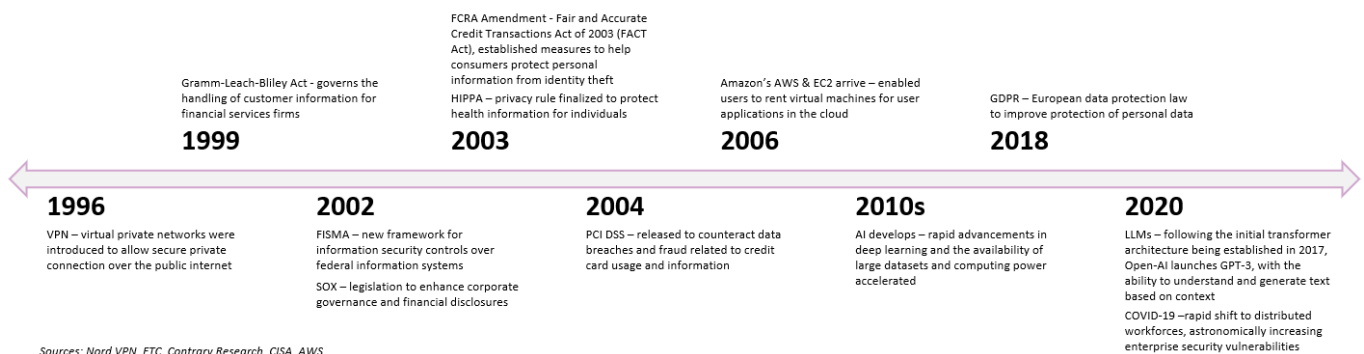 FCRA Amendment - Fair and Accurate
Credit Transactions Act of 2003 (FACT
Act), established measures to help
consumers protect personal
information from identity theft
Gramm-Leach-Bliley Act - governs the
handling of customer information for
financial services firms
1999
HIPPA – privacy rule finalized to protect
health information for individuals
2003
Amazon's AWS & EC2 arrive – enabled
users to rent virtual machines for user
applications in the cloud
2006
GDPR – European data protection law
to improve protection of personal data
2018
1996
VPN – virtual private networks were
introduced to allow secure private
connection over the public internet
2002
FISMA – new framework for
information security controls over
federal information systems
SOX – legislation to enhance corporate
governance and financial disclosures
2004
PCI DSS – released to counteract data
breaches and fraud related to credit
card usage and information
2010s
AI develops – rapid advancements in
deep learning and the availability of
large datasets and computing power
accelerated
2020
LLMs – following the initial transformer
architecture being established in 2017,
Open-AI launches GPT-3, with the
ability to understand and generate text
based on context
COVID-19 –rapid shift to distributed
workforces, astronomically increasing
enterprise security vulnerabilities
Sources: Nord VPN, FTC, Contrary Research, CISA, AWS